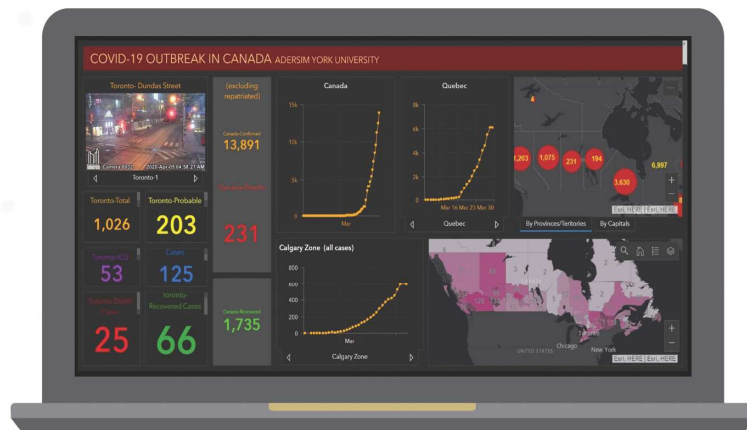 COVID-19 OUTBREAK IN CANADA ADERSIM YORK UNIVERSITY
Toronto- Dundas Street
Toronto-1
Toronto-Total
1,026
Toronto-Probable
203
Toronto-ICU
53
Cases
125
Toronto-Death
Cases
25
toronto-
Recovered Cases
66
(excluding
repatriated)
Canada Confirmed
13,891
Canada-Deaths
231
Canada Recovered
1,735
Canada
15k
10k
5k
0
Mar
Quebec
8k
6k
4k
2k
0
Mar 16 Mar 23 Mar 30
Quebec
Calgary Zone (all cases)
800
600
400
200
0
Mar
Calgary Zone
4
1,203
1,075
231
194
3,630
6,997
Esri, HERE | Esri, HERE
By Provinces/Teritories
By Capitals
UNITED STATES
Chicago
New York
Esri, HERE | Esri, HERE